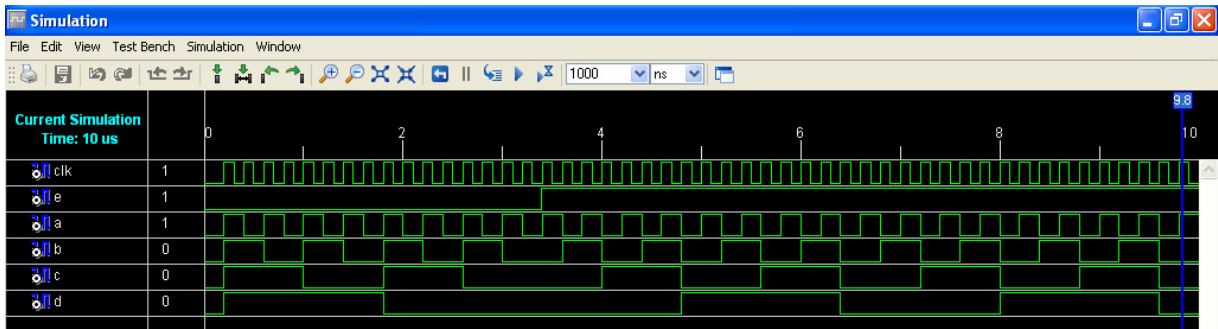 Simulation
File Edit View Test Bench Simulation Window
1000 ns
9.8
Current Simulation
Time: 10 us
0 2 4 6 8 10
clk 1
e 1
a 1
b 0
c 0
d 0